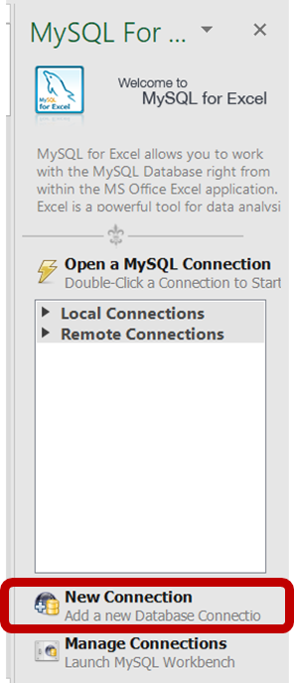 MySQL For ...
MySQL
for Excel
Welcome to
MySQL for Excel
MySQL for Excel allows you to work
with the MySQL Database right from
within the MS Office Excel application.
Excel is a powerful tool for data analysi
Open a MySQL Connection
Double-Click a Connection to Start
Local Connections
Remote Connections
New Connection
Add a new Database Connectio
Manage Connections
Launch MySQL Workbench